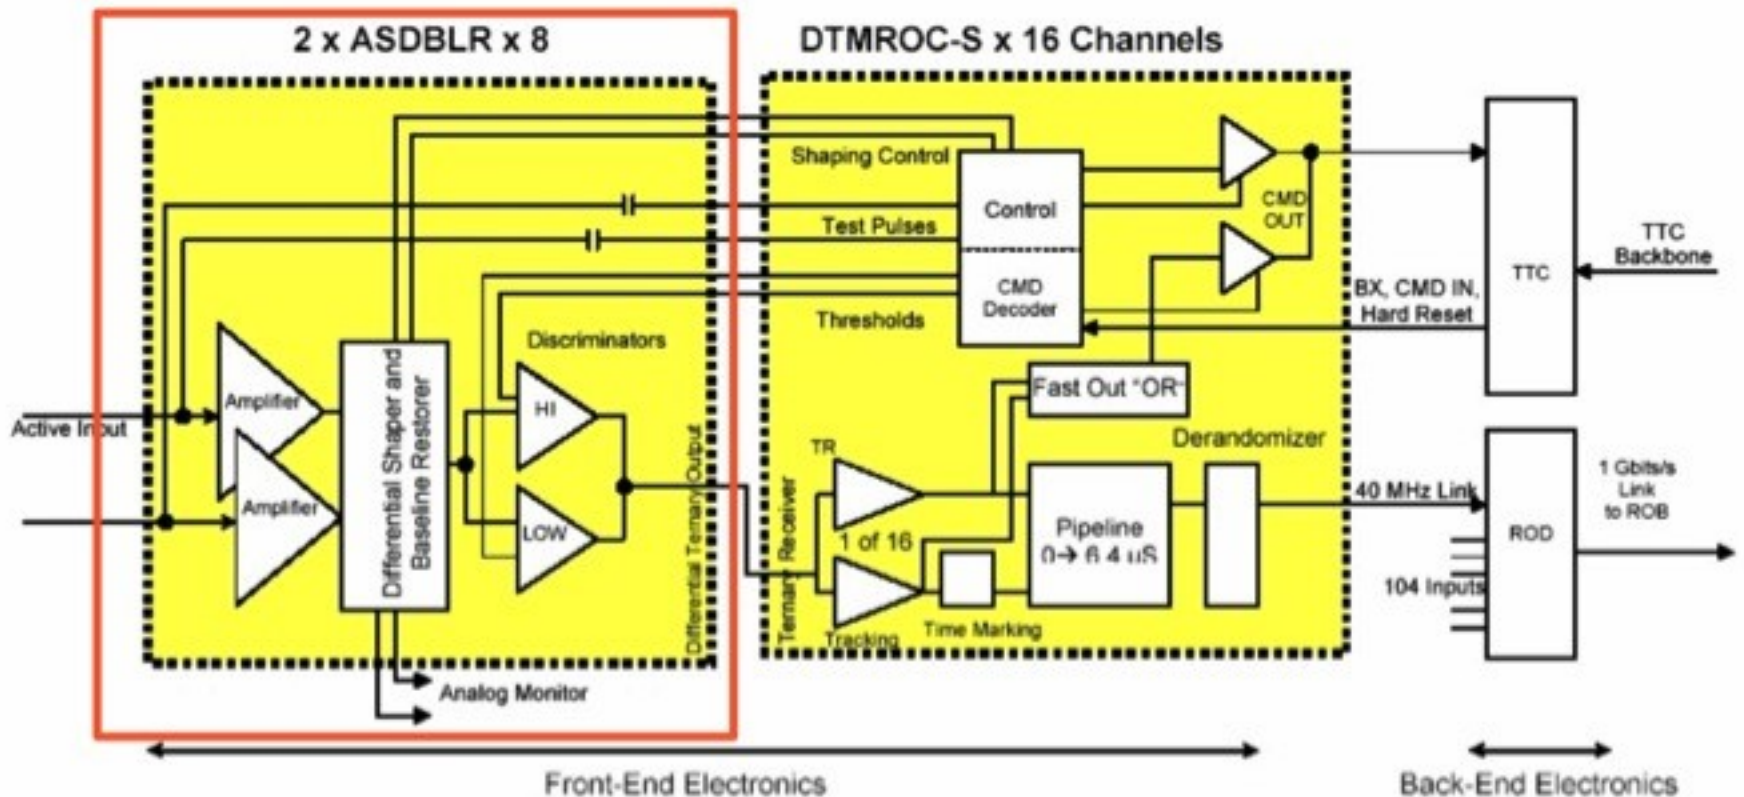 2 x ASDBLR x 8
DTMROC-S x 16 Channels
Shaping Control
Control
CMD
OUT
Test Pulses
TTC
Backbone
TTC
CMD
Decoder
BX, CMD IN,
Hard Reset
Thresholds
Discriminators
Amplifier
Differential Shaper and
Baseline Restorer
HI
Fast Out "OR"
Active Input
Derandomizer
Differential Ternary Output
TR
Ternary Receiver
1 Gbits/s
Link
to ROB
40 MHz Link
Amplifier
LOW
1 of 16
Pipeline
0→ 6.4 uS
ROD
104 Inputs
Time Marking
Tracking
Analog Monitor
Front-End Electronics
Back-End Electronics